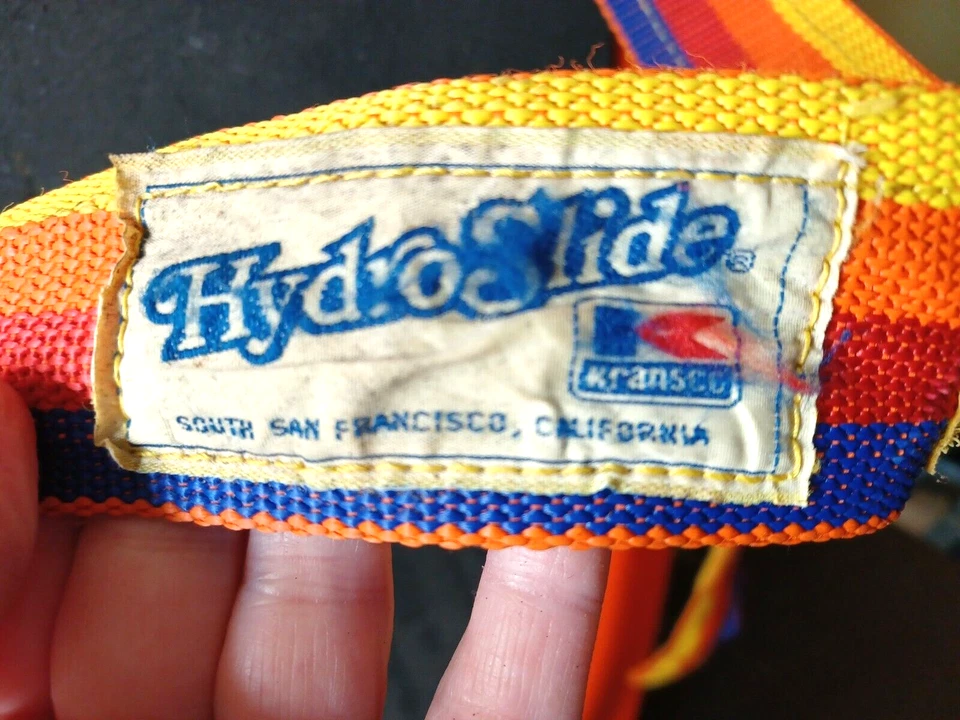 HydroSlide®
Kransco
SOUTH SAN FRANCISCO, CALIFORNIA